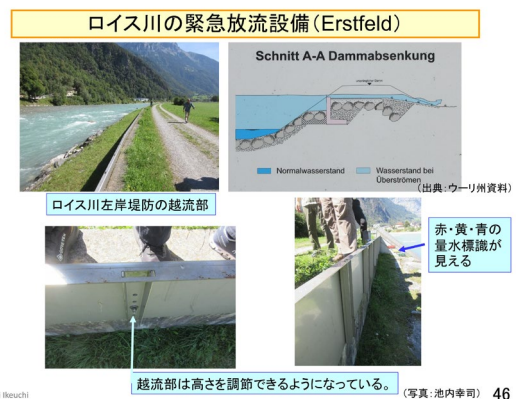 ロイス川の緊急放流設備（Erstfeld）
Schnitt A-A Dammabsenkung
Normalwasserstand
Wasserstand bei
Überströmen
（出典：ウーリ州資料）
ロイス川左岸堤防の越流部
赤・黄・青の
量水標識が
見える
越流部は高さを調節できるようになっている。
（写真：池内幸司）
Ikeuchi
46